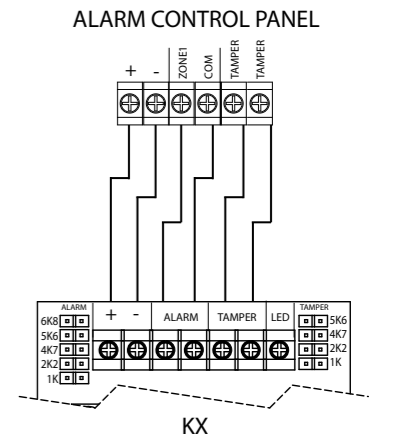 ALARM CONTROL PANEL
+ - ZONE1 COM TAMPER TAMPER
ALARM
6K8
5K6
4K7
2K2
1K
+ - ALARM TAMPER LED
TAMPER
5K6
4K7
2K2
1K
KX